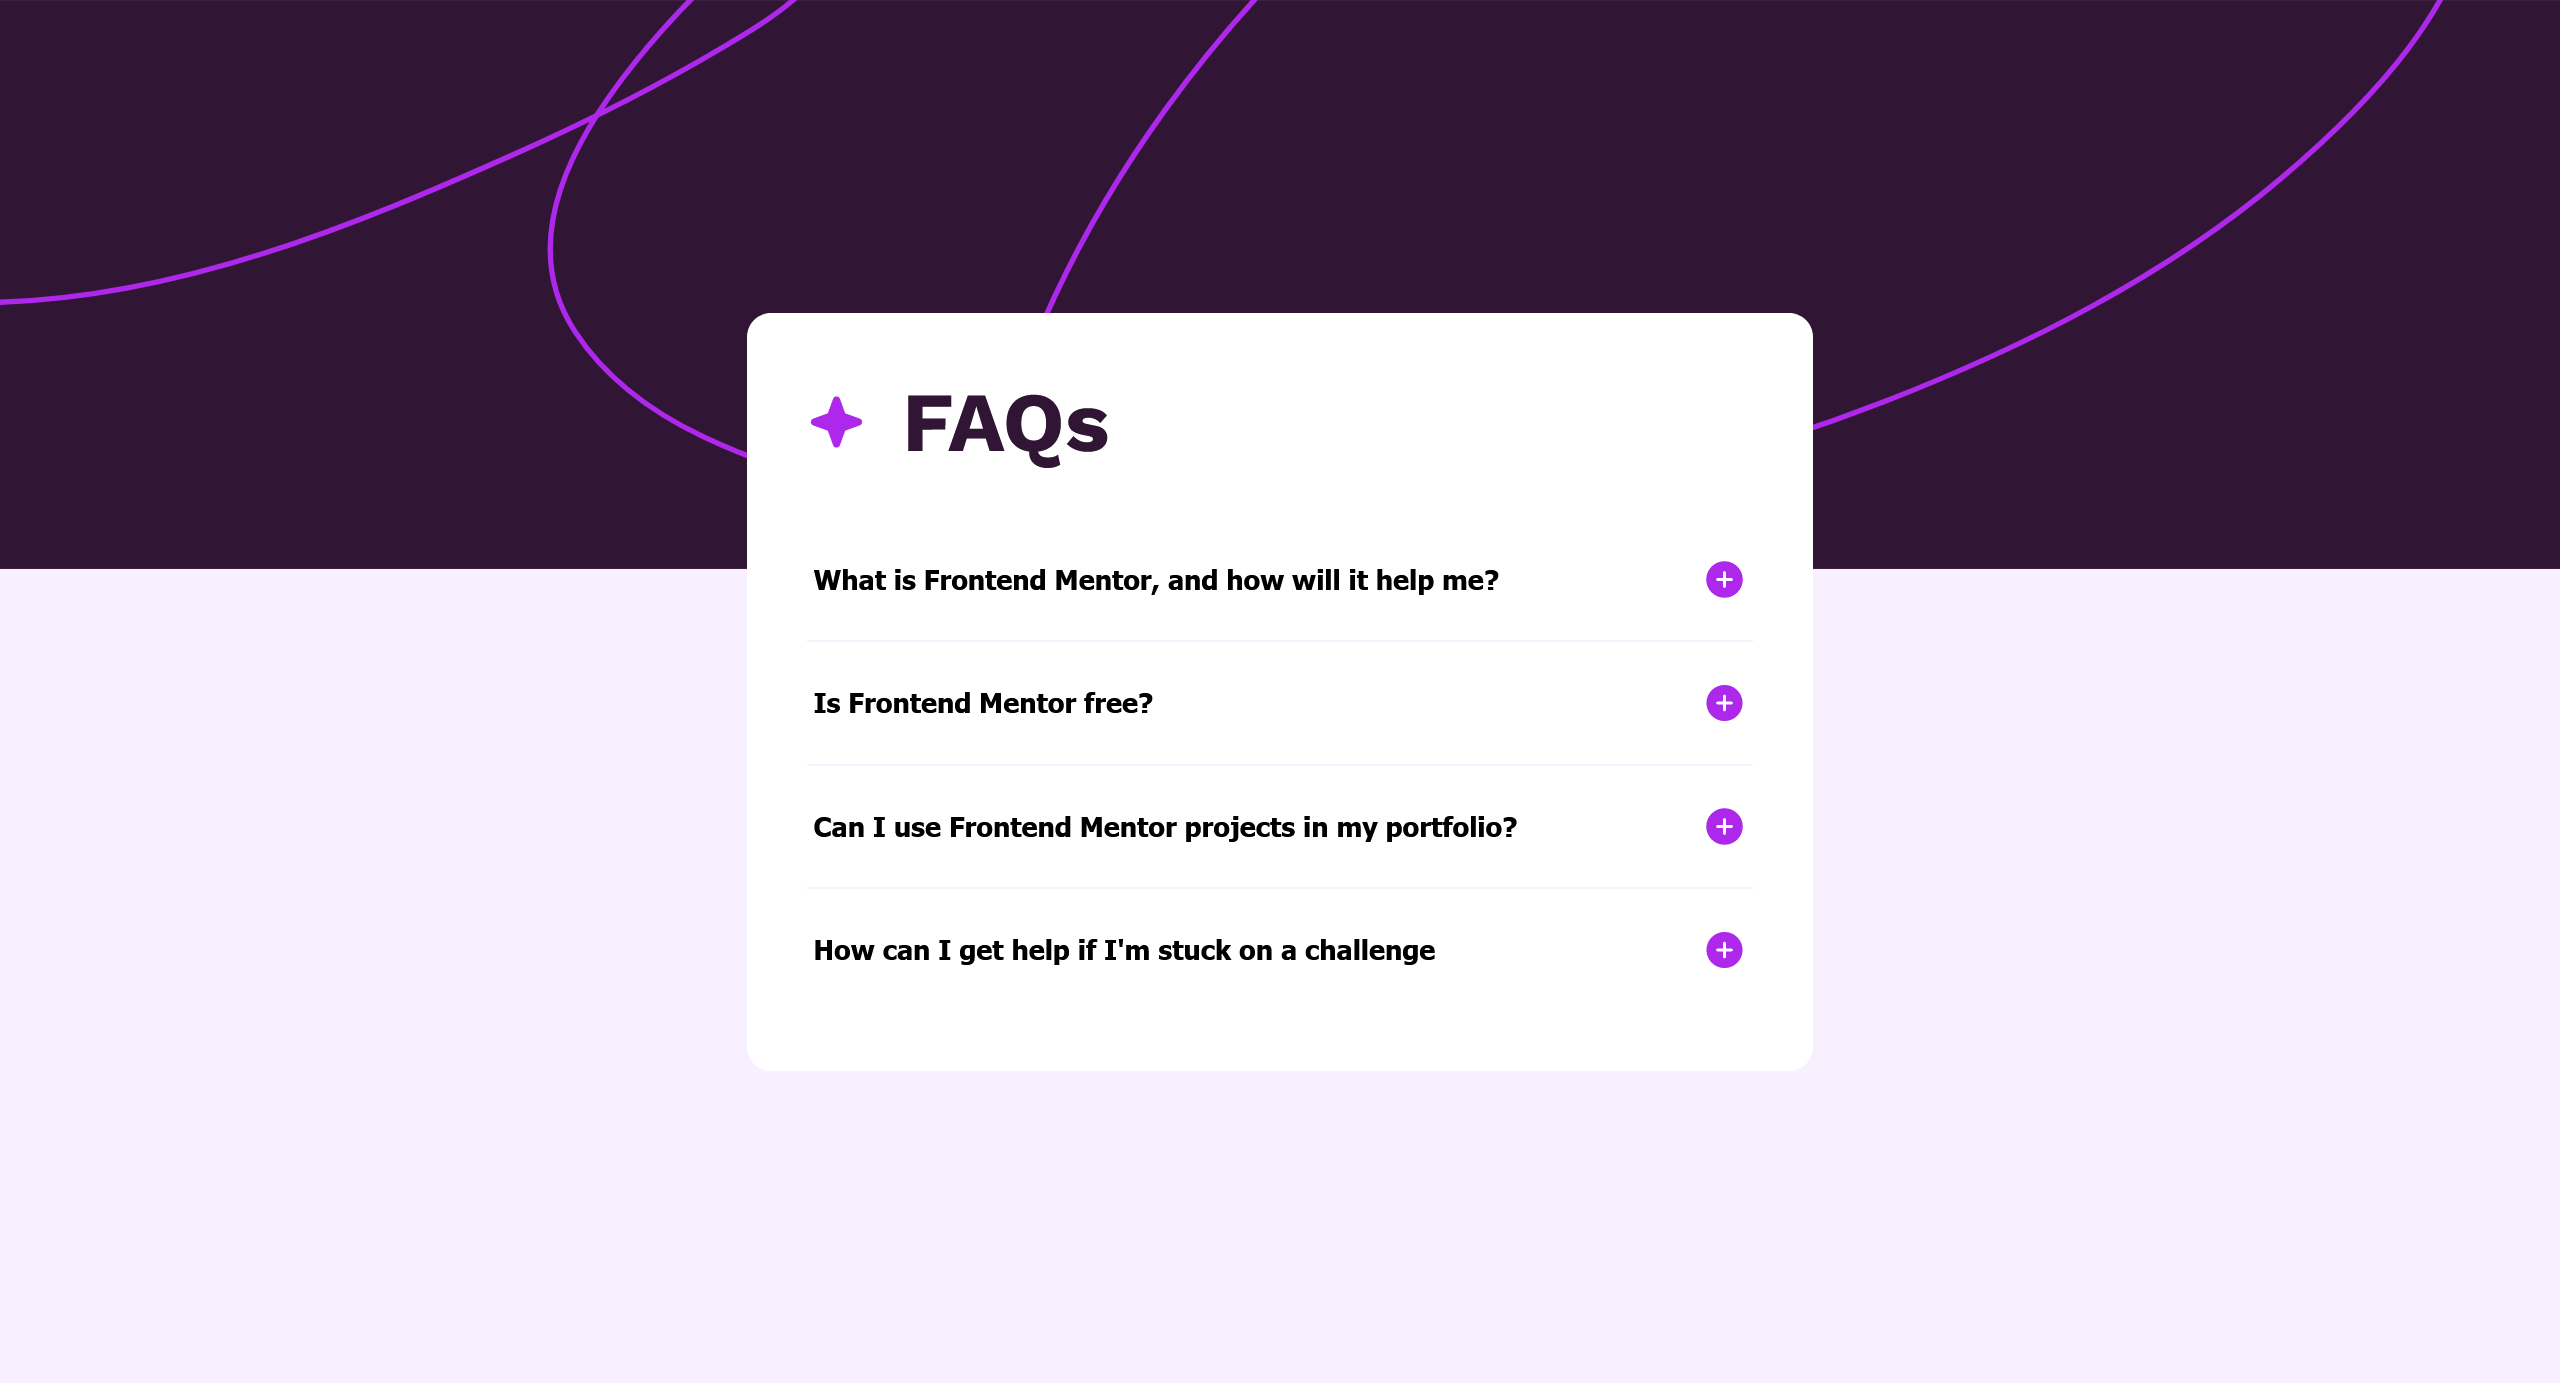 FAQs
What is Frontend Mentor, and how will it help me?
Is Frontend Mentor free?
Can I use Frontend Mentor projects in my portfolio?
How can I get help if I'm stuck on a challenge